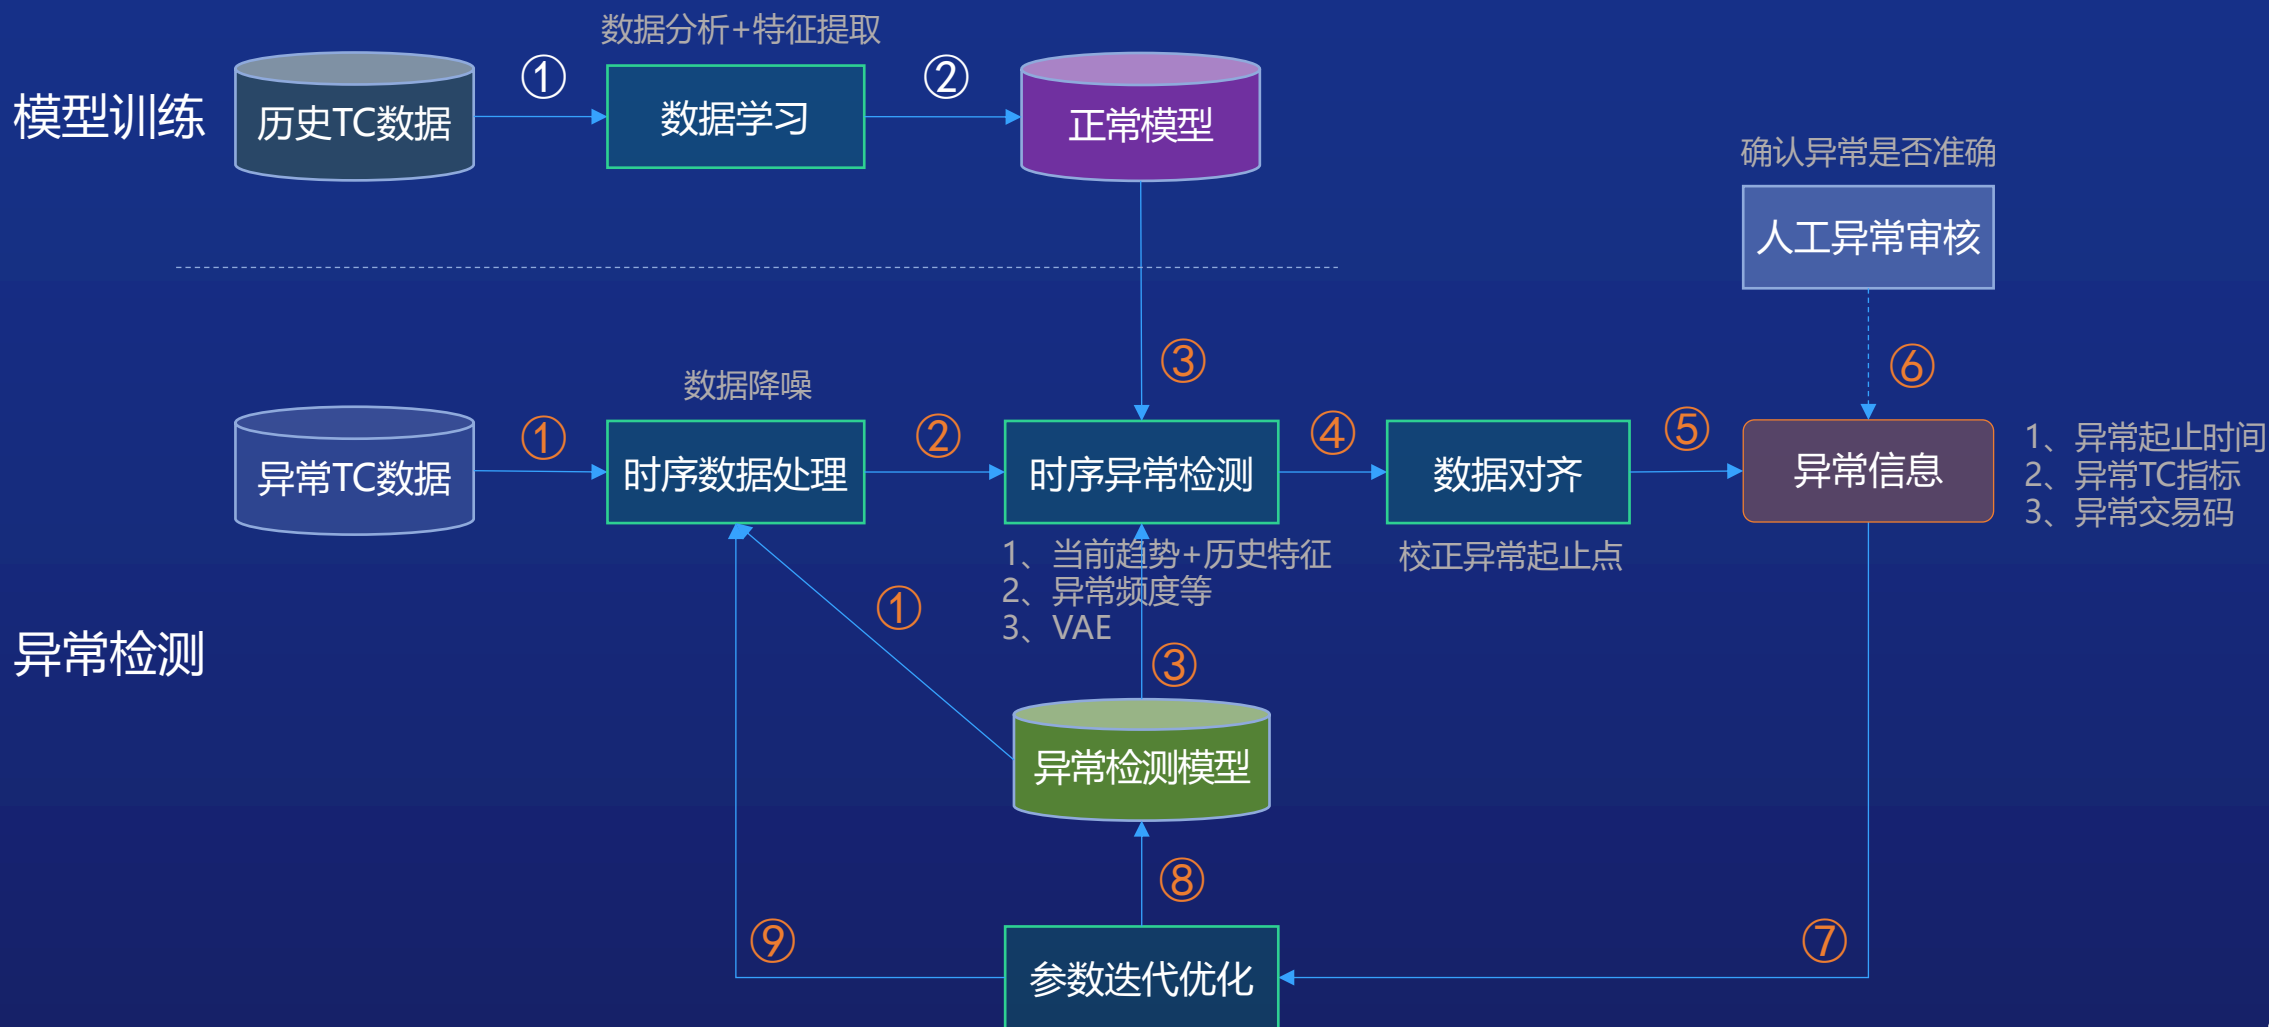 数据分析+特征提取
模型训练
历史TC数据
①
数据学习
②
正常模型
确认异常是否准确
人工异常审核
③
⑥
数据降噪
异常TC数据
①
时序数据处理
②
时序异常检测
④
数据对齐
⑤
异常信息
1、异常起止时间
2、异常TC指标
3、异常交易码
1、当前趋势+历史特征
2、异常频度等
3、VAE
校正异常起止点
①
异常检测
③
异常检测模型
⑧
⑨
⑦
参数迭代优化